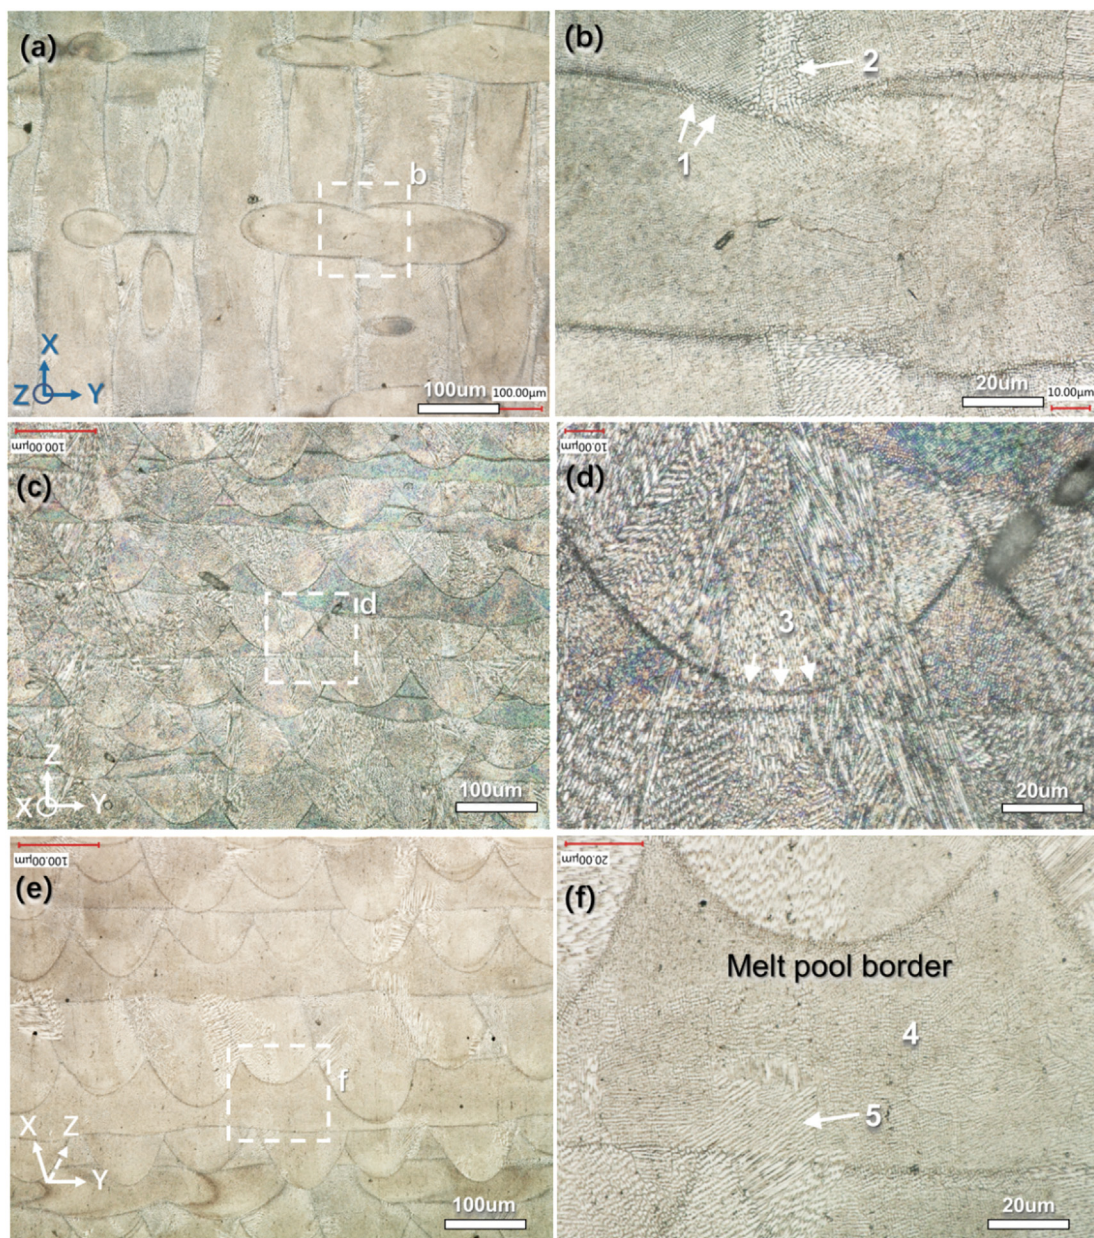 (a)
b
X
Z
Y
100um
100.00μm
(b)
2
1
20um
10.00μm
100.00μm
(c)
d
Z
X
Y
100um
10.00μm
(d)
3
20um
100.00μm
(e)
f
X
Z
Y
100um
20.00μm
(f)
Melt pool border
4
5
20um